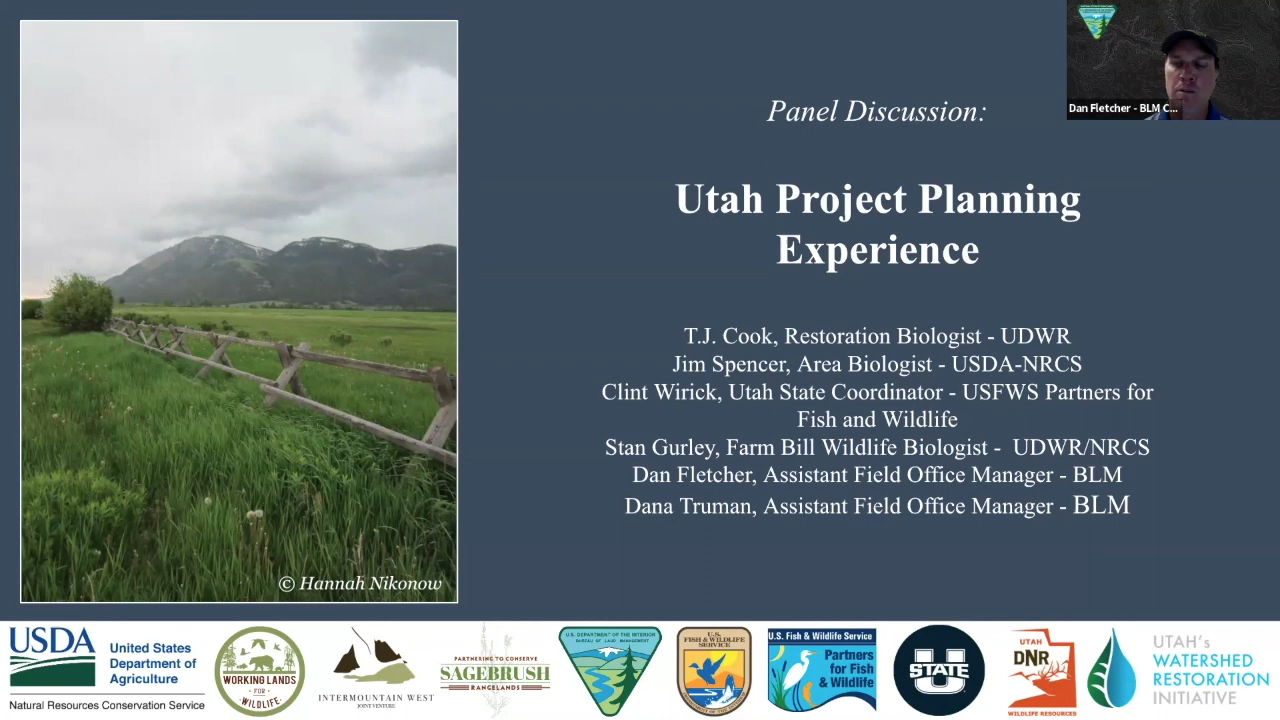 Panel Discussion:
Dan Fletcher - BLM C...
Utah Project Planning
Experience
T.J. Cook, Restoration Biologist - UDWR
Jim Spencer, Area Biologist - USDA-NRCS
Clint Wirick, Utah State Coordinator - USFWS Partners for
Fish and Wildlife
Stan Gurley, Farm Bill Wildlife Biologist - UDWR/NRCS
Dan Fletcher, Assistant Field Office Manager - BLM
Dana Truman, Assistant Field Office Manager - BLM
© Hannah Nikonow
USDA
United States
Department of
Agriculture
Natural Resources Conservation Service
WORKING LANDS
FOR
WILDLIFE
INTERMOUNTAIN WEST
JOINT VENTURE
PARTNERING TO CONSERVE
SAGEBRUSH
RANGELANDS
U.S. DEPARTMENT OF THE INTERIOR
BUREAU OF LAND MANAGEMENT
U.S.
FISH & WILDLIFE
SERVICE
U.S. Fish & Wildlife Service
Partners
for Fish
& Wildlife
U
STATE
UTAH
DNR
WILDLIFE RESOURCES
UTAH's
WATERSHED
RESTORATION
INITIATIVE